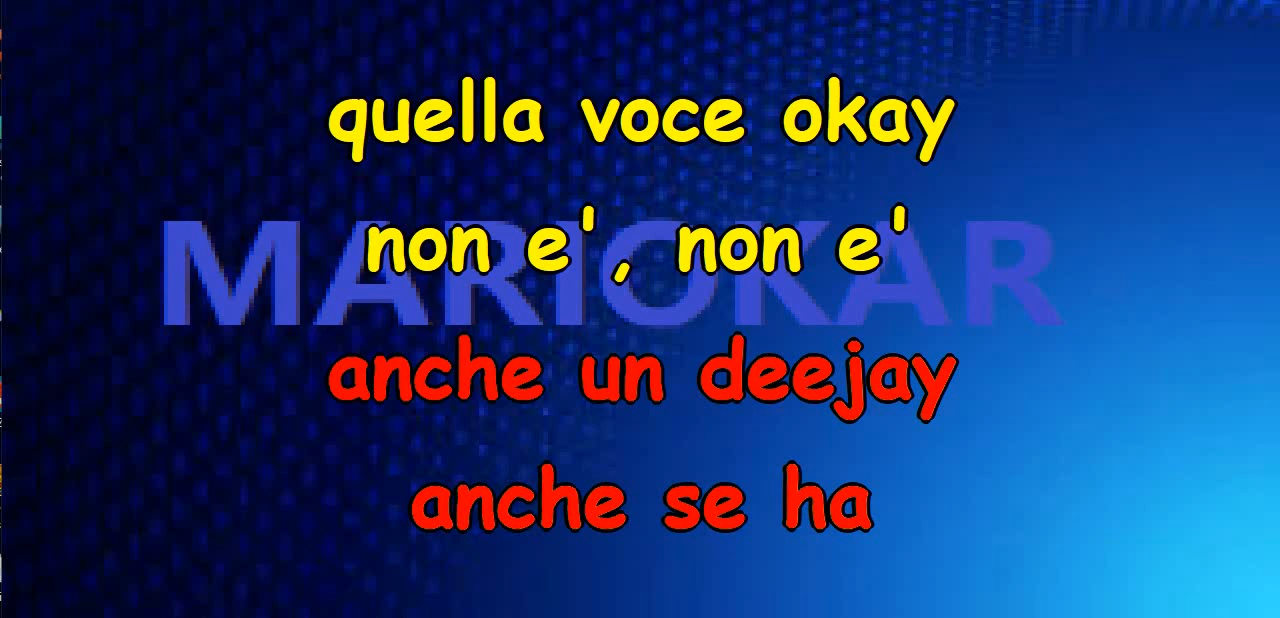 quella voce okay
non e', non e'
MARIOKAR
anche un deejay
anche se ha